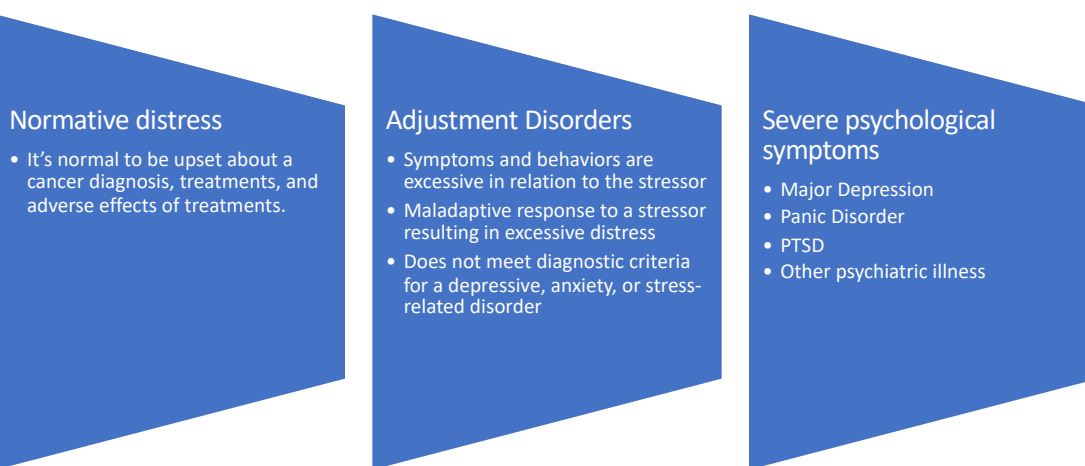 Normative distress
• It’s normal to be upset about a
cancer diagnosis, treatments, and
adverse effects of treatments.
Adjustment Disorders
• Symptoms and behaviors are
excessive in relation to the stressor
• Maladaptive response to a stressor
resulting in excessive distress
• Does not meet diagnostic criteria
for a depressive, anxiety, or stress-
related disorder
Severe psychological
symptoms
• Major Depression
• Panic Disorder
• PTSD
• Other psychiatric illness